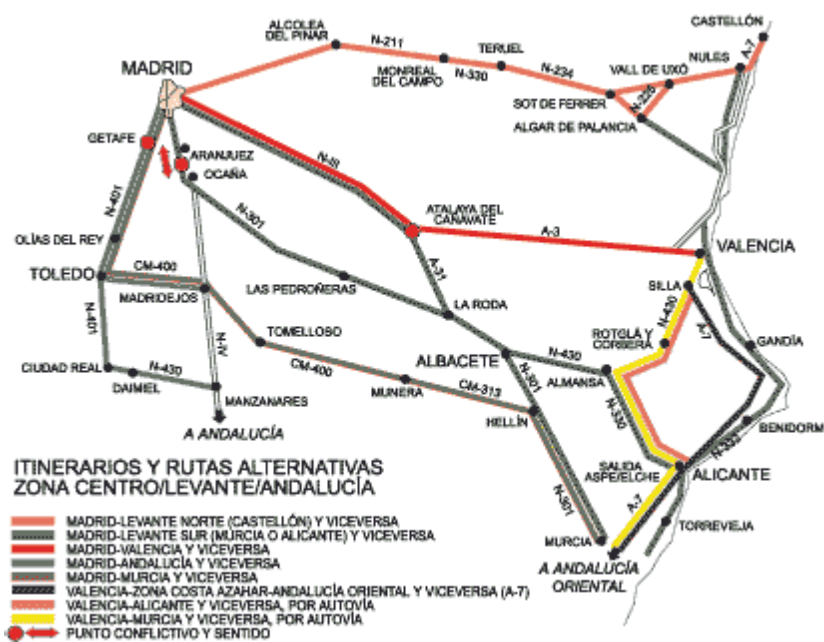 CASTELLÓN
ALCOLEA
DEL PINAR
N-211
TERUEL
A-7
NULES
MADRID
MONREAL
DEL CAMPO
N-330
N-234
VALL DE UXÓ
SOT DE FERRER
N-225
ALGAR DE PALANCIA
GETAFE
ARANJUEZ
OCAÑA
N-III
N-401
N-301
ATALAYA DEL
CAÑAVATE
A-3
OLÍAS DEL REY
A-31
VALENCIA
TOLEDO
CM-400
LAS PEDROÑERAS
SILLA
MADRIDEJOS
LA RODA
N-430
N-401
N-IV
TOMELLOSO
ROTGLÁ Y
CORBERÁ
A-7
GANDÍA
ALBACETE
N-430
CIUDAD REAL
N-430
CM-400
N-301
ALMANSA
DAIMIEL
MUNERA
CM-313
N-330
MANZANARES
HELLÍN
BENIDORM
A ANDALUCÍA
N-332
SALIDA
ASPE/ELCHE
ALICANTE
N-301
A-7
TORREVIEJA
MURCIA
A ANDALUCÍA
ORIENTAL
ITINERARIOS Y RUTAS ALTERNATIVAS
ZONA CENTRO/LEVANTE/ANDALUCÍA
MADRID-LEVANTE NORTE (CASTELLÓN) Y VICEVERSA
MADRID-LEVANTE SUR (MURCIA O ALICANTE) Y VICEVERSA
MADRID-VALENCIA Y VICEVERSA
MADRID-ANDALUCÍA Y VICEVERSA
MADRID-MURCIA Y VICEVERSA
VALENCIA-ZONA COSTA AZAHAR-ANDALUCÍA ORIENTAL Y VICEVERSA (A-7)
VALENCIA-ALICANTE Y VICEVERSA, POR AUTOVÍA
VALENCIA-MURCIA Y VICEVERSA, POR AUTOVÍA
PUNTO CONFLICTIVO Y SENTIDO